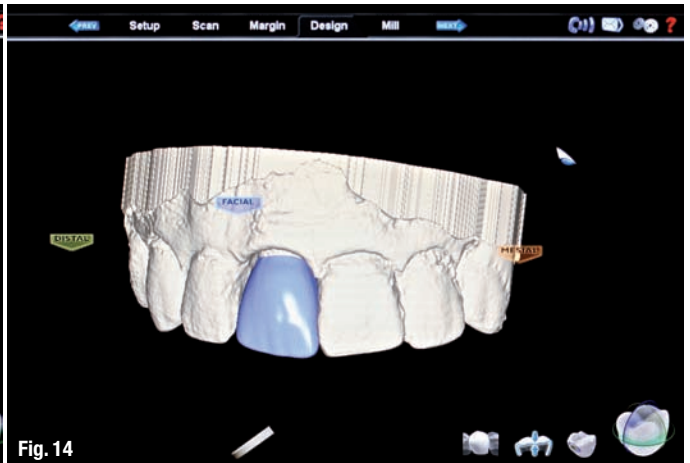 PREV Setup Scan Margin Design Mill NEXT ?
FACIAL
DISTAL
MESIAL
Fig. 14